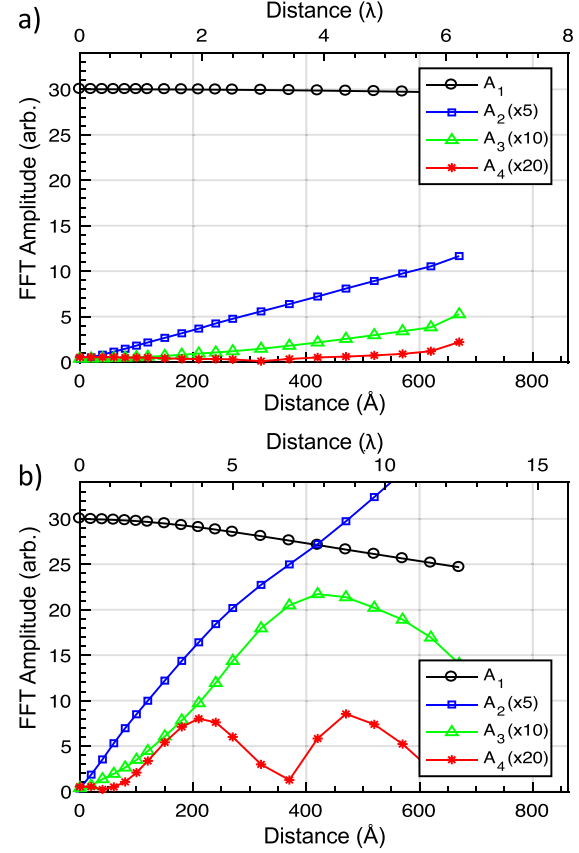 a)
Distance (λ)
0 2 4 6 8
FFT Amplitude (arb.)
30
25
20
15
10
5
0
A1
A2(x5)
A3(x10)
A4(x20)
0 200 400 600 800
Distance (Å)
b)
Distance (λ)
0 5 10 15
FFT Amplitude (arb.)
30
25
20
15
10
5
0
A1
A2(x5)
A3(x10)
A4(x20)
0 200 400 600 800
Distance (Å)